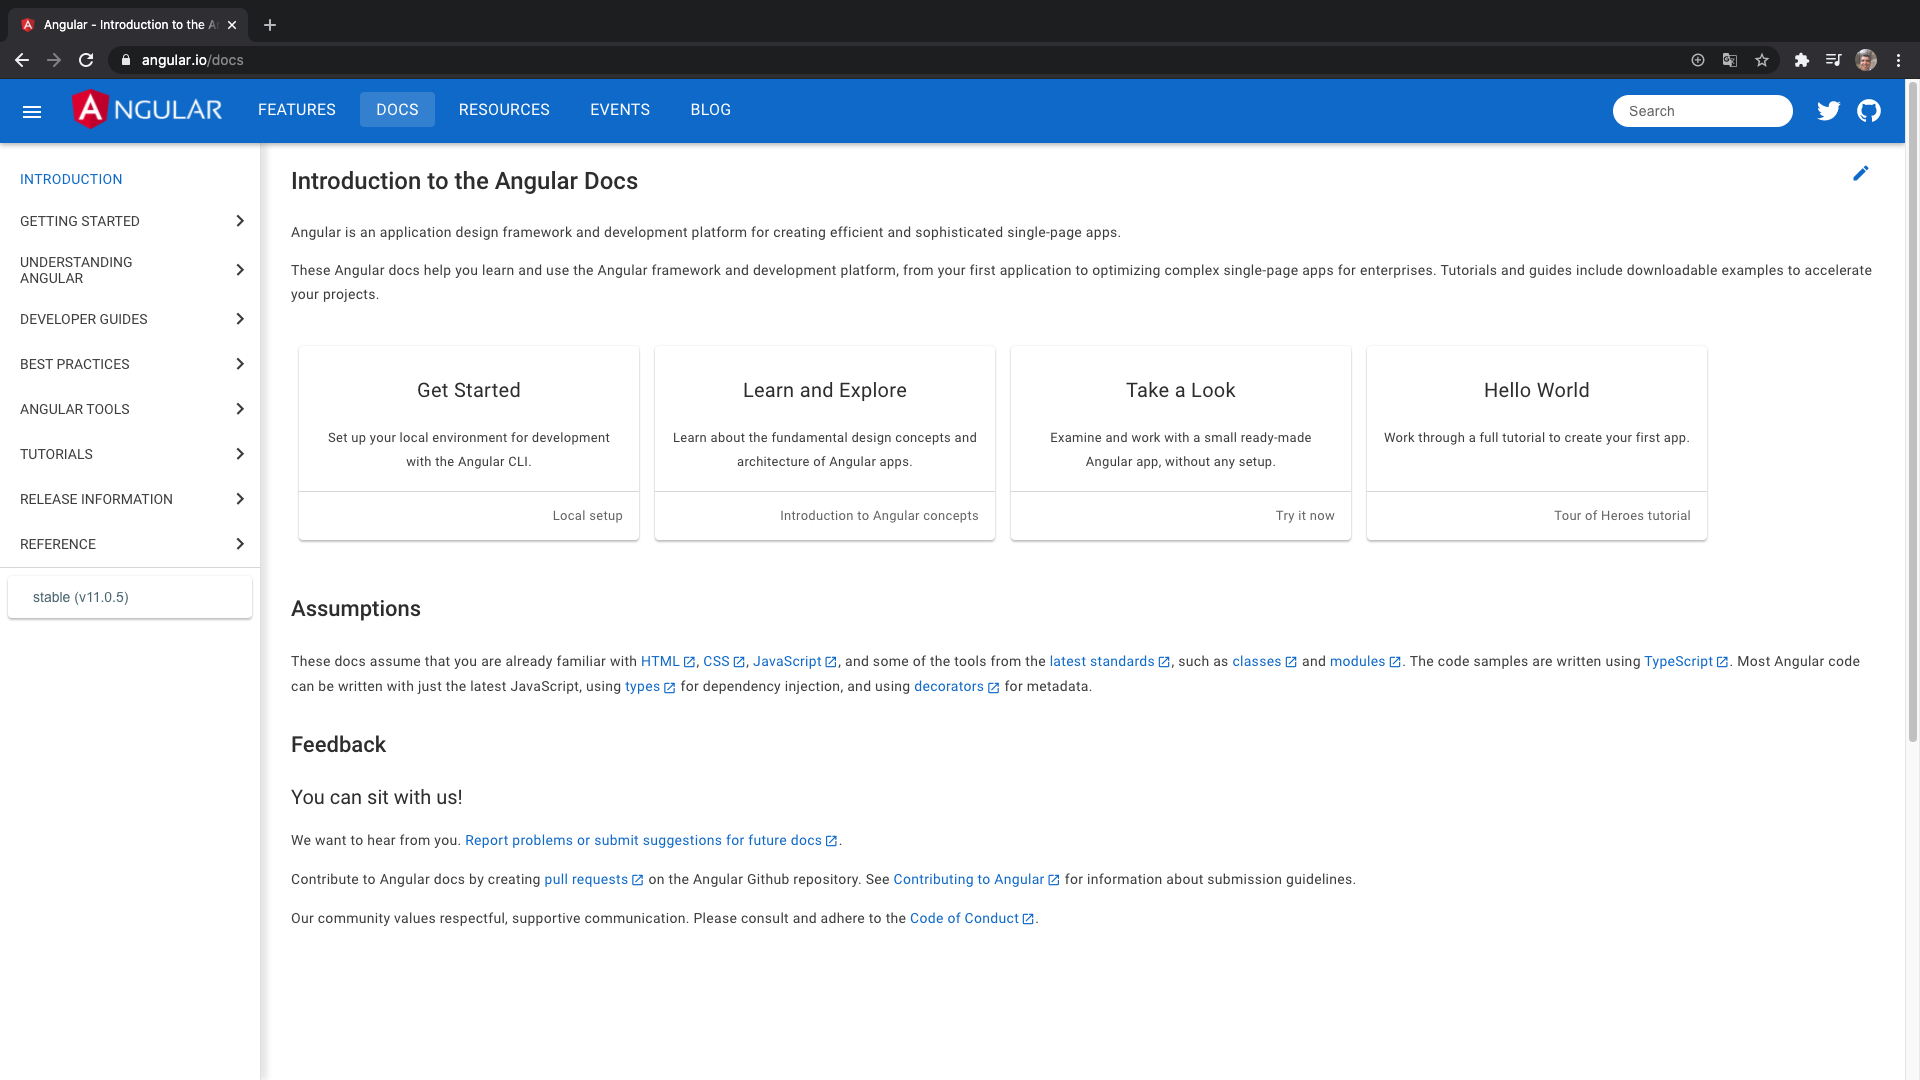 Angular - Introduction to the A
angular.io/docs
ANGULAR
FEATURES
DOCS
RESOURCES
EVENTS
BLOG
Search
INTRODUCTION
GETTING STARTED
UNDERSTANDING
ANGULAR
DEVELOPER GUIDES
BEST PRACTICES
ANGULAR TOOLS
TUTORIALS
RELEASE INFORMATION
REFERENCE
stable (v11.0.5)
Introduction to the Angular Docs
Angular is an application design framework and development platform for creating efficient and sophisticated single-page apps.
These Angular docs help you learn and use the Angular framework and development platform, from your first application to optimizing complex single-page apps for enterprises. Tutorials and guides include downloadable examples to accelerate
your projects.
Get Started
Set up your local environment for development
with the Angular CLI.
Local setup
Learn and Explore
Learn about the fundamental design concepts and
architecture of Angular apps.
Introduction to Angular concepts
Take a Look
Examine and work with a small ready-made
Angular app, without any setup.
Try it now
Hello World
Work through a full tutorial to create your first app.
Tour of Heroes tutorial
Assumptions
These docs assume that you are already familiar with HTML, CSS, JavaScript, and some of the tools from the latest standards, such as classes and modules. The code samples are written using TypeScript. Most Angular code
can be written with just the latest JavaScript, using types for dependency injection, and using decorators for metadata.
Feedback
You can sit with us!
We want to hear from you. Report problems or submit suggestions for future docs.
Contribute to Angular docs by creating pull requests on the Angular Github repository. See Contributing to Angular for information about submission guidelines.
Our community values respectful, supportive communication. Please consult and adhere to the Code of Conduct.